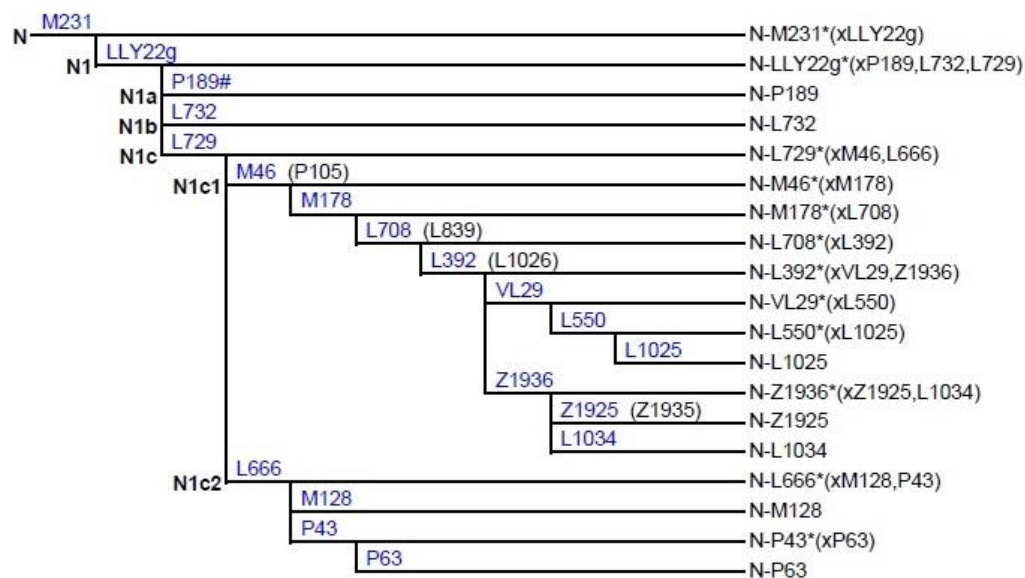 M231
N N-M231*(xLLY22g)
LLY22g
N1 N-LLY22g*(xP189,L732,L729)
P189#
N1a N-P189
L732
N1b N-L732
L729
N1c N-L729*(xM46,L666)
M46 (P105)
N1c1 N-M46*(xM178)
M178
N-M178*(xL708)
L708 (L839)
N-L708*(xL392)
L392 (L1026)
N-L392*(xVL29,Z1936)
VL29
N-VL29*(xL550)
L550
N-L550*(xL1025)
L1025
N-L1025
Z1936
N-Z1936*(xZ1925,L1034)
Z1925 (Z1935)
N-Z1925
L1034
N-L1034
L666
N1c2 N-L666*(xM128,P43)
M128
N-M128
P43
N-P43*(xP63)
P63
N-P63